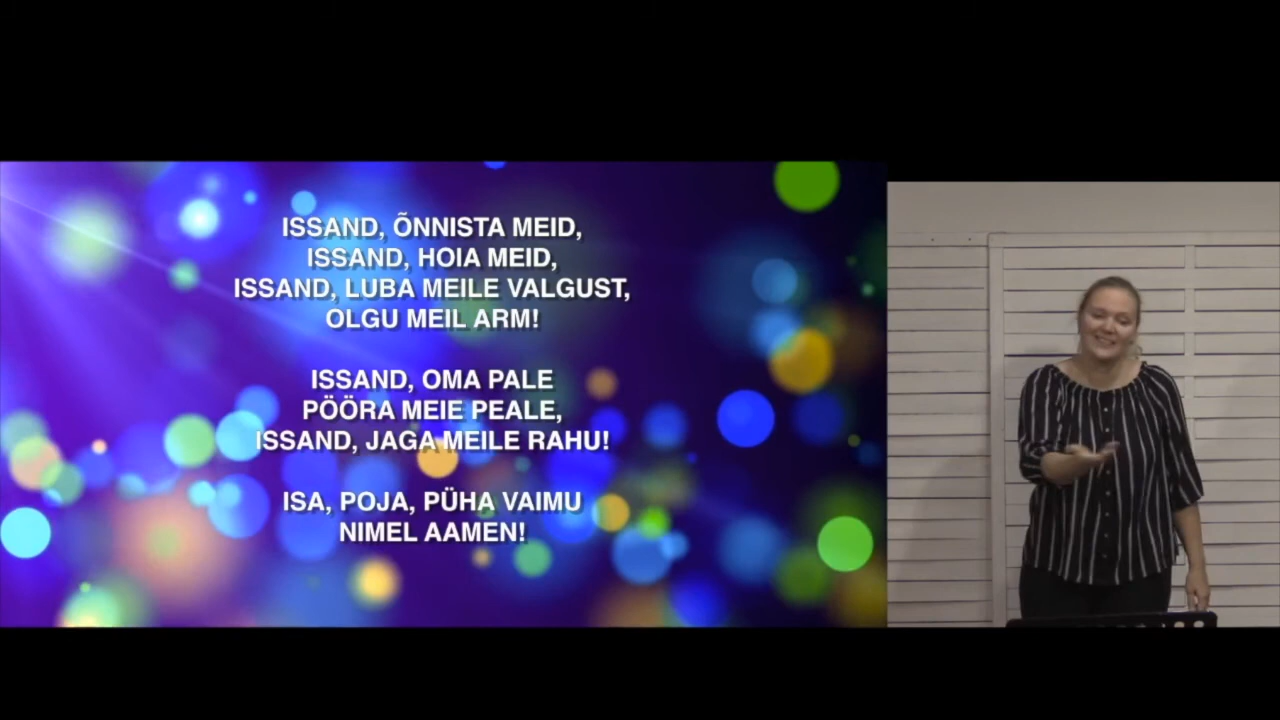 ISSAND, ÕNNISTA MEID,
ISSAND, HOIA MEID,
ISSAND, LUBA MEILE VALGUST,
OLGU MEIL ARM!
ISSAND, OMA PALE
PÖÖRA MEIE PEALE,
ISSAND, JAGA MEILE RAHU!
ISA, POJA, PÜHA VAIMU
NIMEL AAMEN!